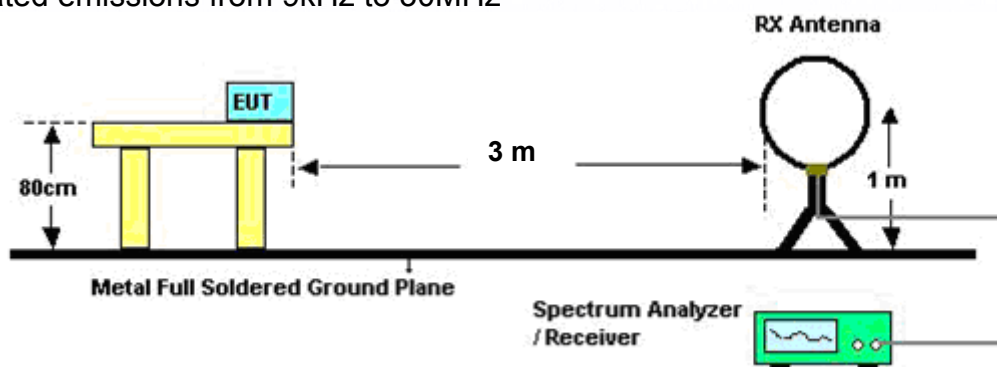 ated emissions from 9kHz to 30MHz
RX Antenna
EUT
3 m
80cm
1 m
Metal Full Soldered Ground Plane
Spectrum Analyzer
/ Receiver